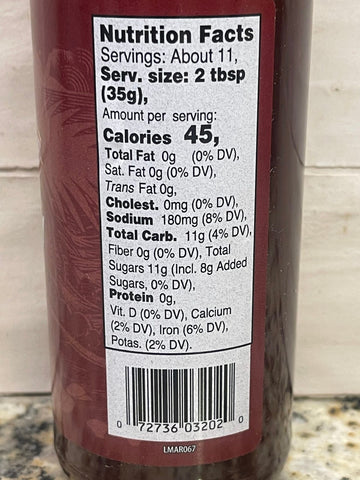 Nutrition Facts
Servings: About 11,
Serv. size: 2 tbsp
(35g),
Amount per serving:
Calories 45,
Total Fat 0g (0% DV),
Sat. Fat 0g (0% DV),
Trans Fat 0g,
Cholest. 0mg (0% DV),
Sodium 180mg (8% DV),
Total Carb. 11g (4% DV),
Fiber 0g (0% DV), Total
Sugars 11g (Incl. 8g Added
Sugars, 0% DV),
Protein 0g,
Vit. D (0% DV), Calcium
(2% DV), Iron (6% DV),
Potas. (2% DV).
0 72736 03202 0
LMAR067